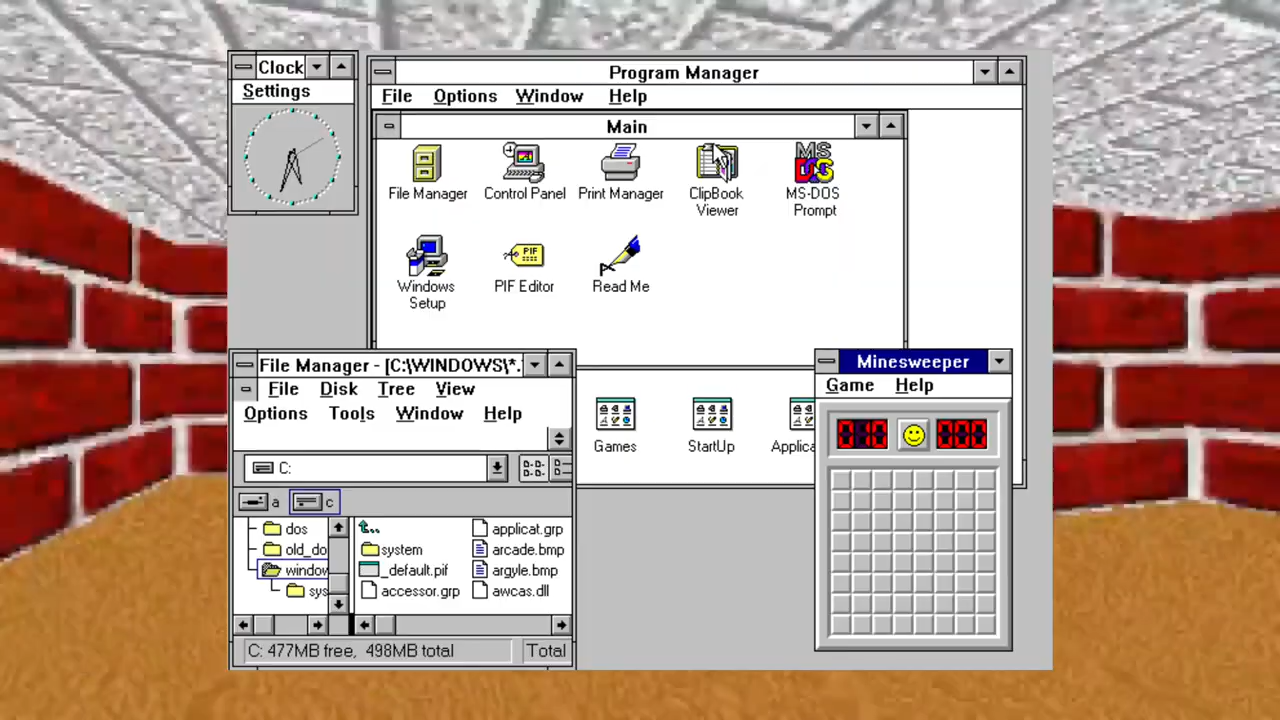 Clock
Settings
Program Manager
File Options Window Help
Main
File Manager
Control Panel
Print Manager
ClipBook
Viewer
MS
DOS
MS-DOS
Prompt
Windows
Setup
PIF
PIF Editor
Read Me
File Manager - [C:\WINDOWS\*.
File Disk Tree View
Options Tools Window Help
C:
a
c
dos
old_do
window
sys
system
_default.pif
accessor.grp
applicat.grp
arcade.bmp
argyle.bmp
awcas.dll
C: 477MB free, 498MB total
Total
Games
StartUp
Applica
Minesweeper
Game Help
010
000